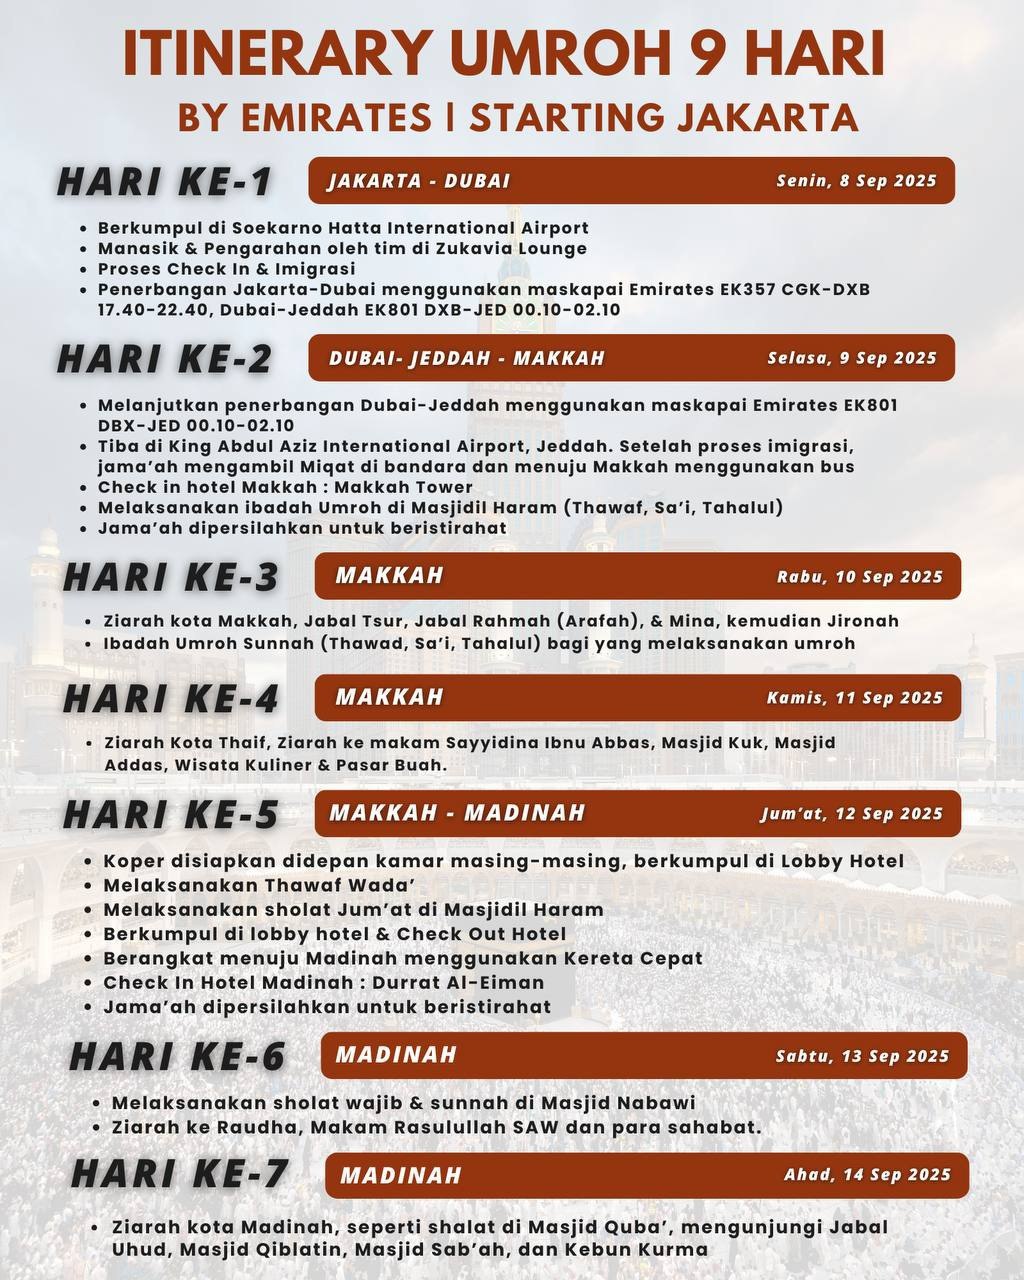 ITINERARY UMROH 9 HARI
BY EMIRATES | STARTING JAKARTA
HARI KE-1
JAKARTA - DUBAI
Senin, 8 Sep 2025
• Berkumpul di Soekarno Hatta International Airport
• Manasik & Pengarahan oleh tim di Zukavia Lounge
• Proses Check In & Imigrasi
• Penerbangan Jakarta-Dubai menggunakan maskapai Emirates EK357 CGK-DXB
17.40-22.40, Dubai-Jeddah EK801 DXB-JED 00.10-02.10
HARI KE-2
DUBAI- JEDDAH - MAKKAH
Selasa, 9 Sep 2025
• Melanjutkan penerbangan Dubai-Jeddah menggunakan maskapai Emirates EK801
DBX-JED 00.10-02.10
• Tiba di King Abdul Aziz International Airport, Jeddah. Setelah proses imigrasi,
jama'ah mengambil Miqat di bandara dan menuju Makkah menggunakan bus
• Check in hotel Makkah : Makkah Tower
• Melaksanakan ibadah Umroh di Masjidil Haram (Thawaf, Sa'i, Tahalul)
• Jama'ah dipersilahkan untuk beristirahat
HARI KE-3
MAKKAH
Rabu, 10 Sep 2025
• Ziarah kota Makkah, Jabal Tsur, Jabal Rahmah (Arafah), & Mina, kemudian Jironah
• Ibadah Umroh Sunnah (Thawad, Sa'i, Tahalul) bagi yang melaksanakan umroh
HARI KE-4
MAKKAH
Kamis, 11 Sep 2025
• Ziarah Kota Thaif, Ziarah ke makam Sayyidina Ibnu Abbas, Masjid Kuk, Masjid
Addas, Wisata Kuliner & Pasar Buah.
HARI KE-5
MAKKAH - MADINAH
Jum'at, 12 Sep 2025
• Koper disiapkan didepan kamar masing-masing, berkumpul di Lobby Hotel
• Melaksanakan Thawaf Wada'
• Melaksanakan sholat Jum'at di Masjidil Haram
• Berkumpul di lobby hotel & Check Out Hotel
• Berangkat menuju Madinah menggunakan Kereta Cepat
• Check In Hotel Madinah : Durrat Al-Eiman
• Jama'ah dipersilahkan untuk beristirahat
HARI KE-6
MADINAH
Sabtu, 13 Sep 2025
• Melaksanakan sholat wajib & sunnah di Masjid Nabawi
• Ziarah ke Raudha, Makam Rasulullah SAW dan para sahabat.
HARI KE-7
MADINAH
Ahad, 14 Sep 2025
• Ziarah kota Madinah, seperti shalat di Masjid Quba', mengunjungi Jabal
Uhud, Masjid Qiblatin, Masjid Sab'ah, dan Kebun Kurma